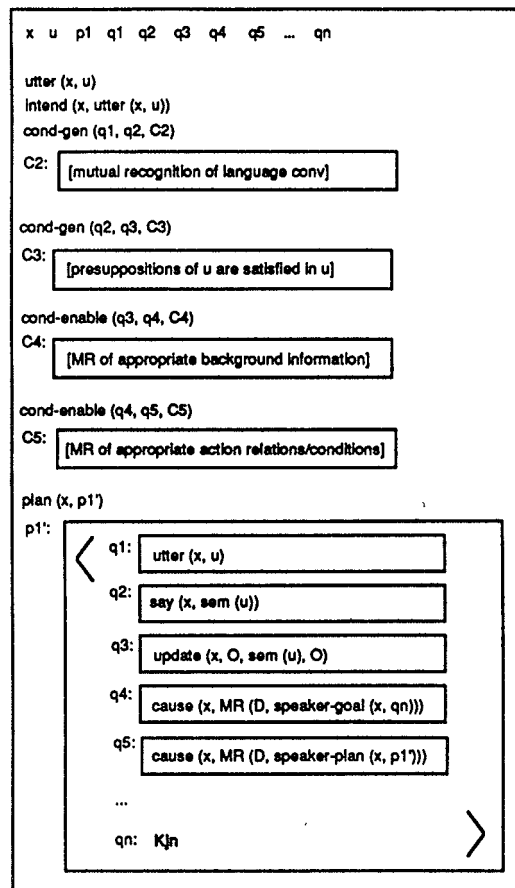 x u p1 q1 q2 q3 q4 q5 ... qn
utter (x, u)
intend (x, utter (x, u))
cond-gen (q1, q2, C2)
C2: [mutual recognition of language conv]
cond-gen (q2, q3, C3)
C3: [presuppositions of u are satisfied in u]
cond-enable (q3, q4, C4)
C4: [MR of appropriate background information]
cond-enable (q4, q5, C5)
C5: [MR of appropriate action relations/conditions]
plan (x, p1')
p1':
q1: utter (x, u)
q2: say (x, sem (u))
q3: update (x, O, sem (u), O)
q4: cause (x, MR (D, speaker-goal (x, qn)))
q5: cause (x, MR (D, speaker-plan (x, p1')))
...
qn: